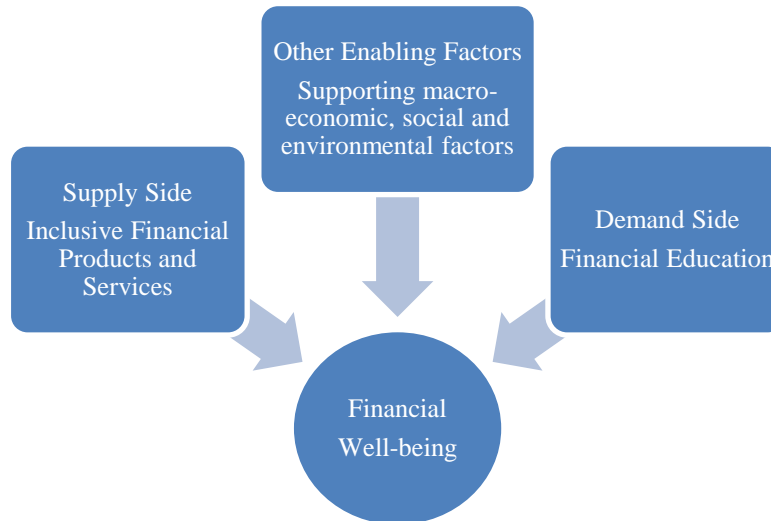 Other Enabling Factors
Supporting macro-
economic, social and
environmental factors
Supply Side
Inclusive Financial
Products and
Services
Demand Side
Financial Education
Financial
Well-being